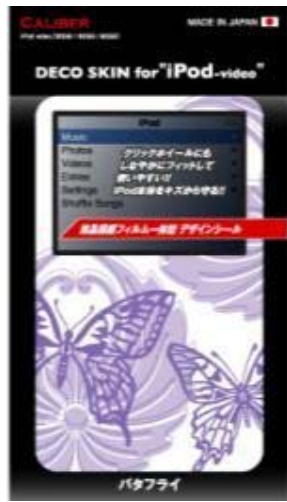 CALIBER
MADE IN JAPAN
DECO SKIN for "iPod-video"
iPod
Music
Photos
Videos
Extras
Settings
Shuffle Songs
クリックホイールにも
しなやかにフィットして
使いやすい!!
iPod本体をキズから守る!!
液晶保護フィルム一体型 デザインシール
バタフライ